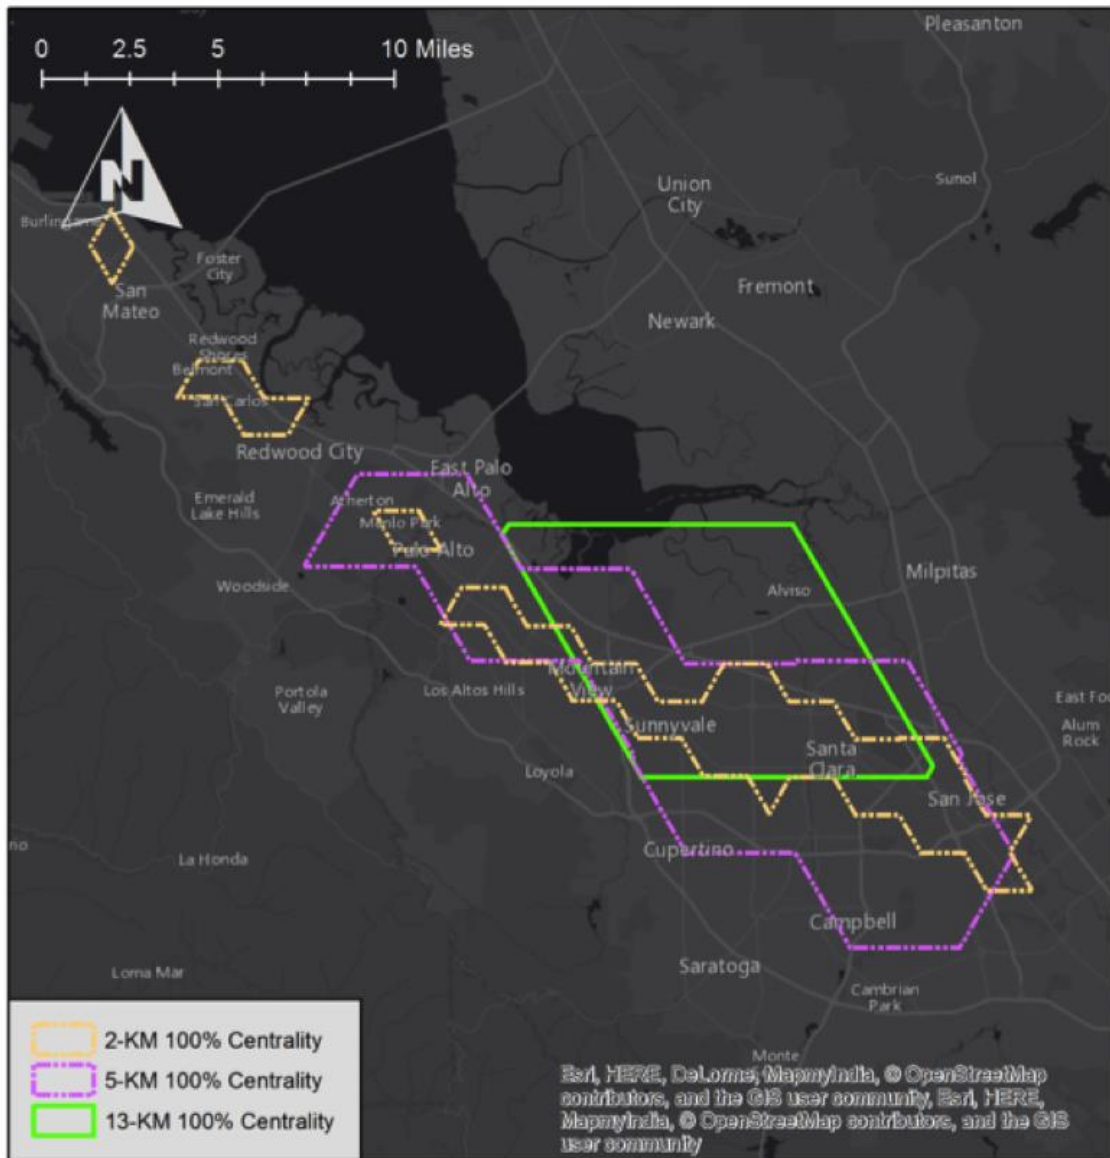 Pleasanton
0 2.5 5 10 Miles
N
Union
City
Sunol
Foster
City
San
Mateo
Fremont
Newark
Redwood
Shores
Belmont
San Carlos
Redwood City
East Palo
Alto
Emerald
Lake Hills
Atherton
Menlo Park
Palo Alto
Woodside
Alviso
Milpitas
Portola
Valley
Los Altos Hills
Mountain
View
Sunnyvale
Santa
Clara
Alum
Rock
Loyola
San Jose
Cupertino
La Honda
Campbell
Saratoga
Loma Mar
Cambrian
Park
Monte
2-KM 100% Centrality
5-KM 100% Centrality
13-KM 100% Centrality
Esri, HERE, DeLorme, MapmyIndia, © OpenStreetMap
contributors, and the GIS user community, Esri, HERE,
MapmyIndia, © OpenStreetMap contributors, and the GIS
user community